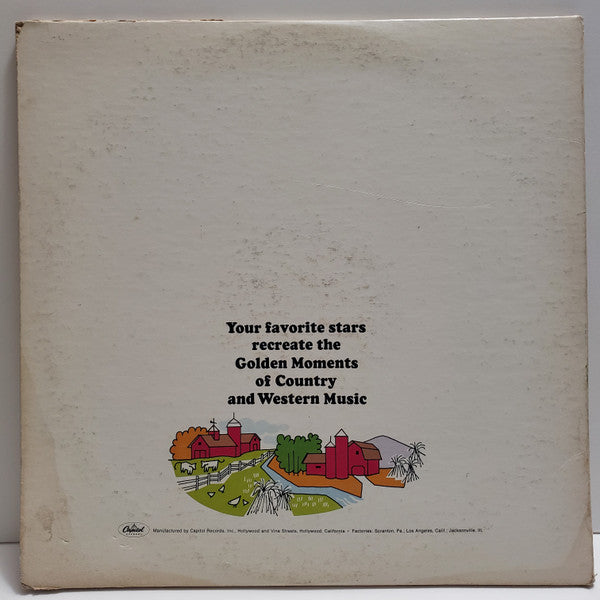 Your favorite stars
recreate the
Golden Moments
of Country
and Western Music
Capitol
Manufactured by Capitol Records, Inc., Hollywood and Vine Streets, Hollywood, California • Factories: Scranton, Pa.; Los Angeles, Calif.; Jacksonville, Ill.